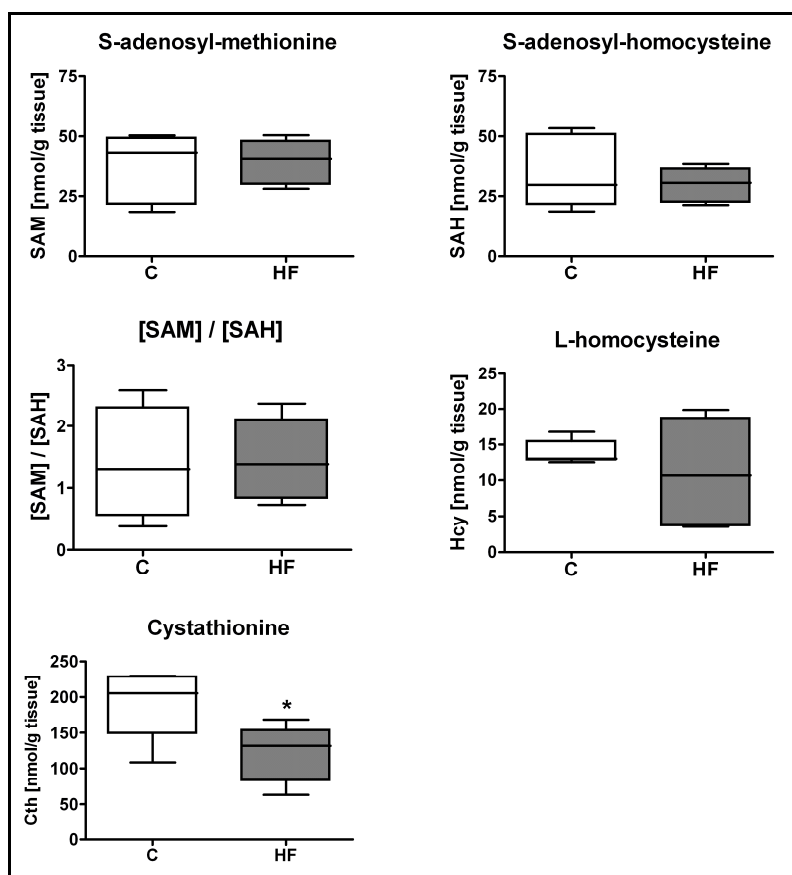 S-adenosyl-methionine
SAM [nmol/g tissue]
75
50
25
0
C HF
S-adenosyl-homocysteine
SAH [nmol/g tissue]
75
50
25
0
C HF
[SAM] / [SAH]
[SAM] / [SAH]
3
2
1
0
C HF
L-homocysteine
Hcy [nmol/g tissue]
25
20
15
10
5
0
C HF
Cystathionine
Cth [nmol/g tissue]
250
200
150
100
50
0
*
C HF